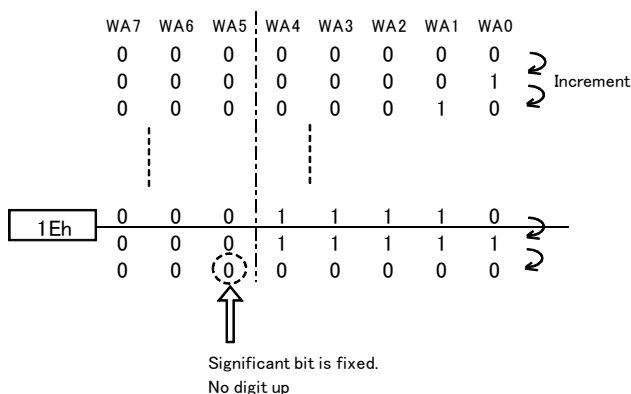 WA7 WA6 WA5 WA4 WA3 WA2 WA1 WA0
0 0 0 0 0 0 0 0
0 0 0 0 0 0 0 1 Increment
0 0 0 0 0 0 1 0
1Eh 0 0 0 1 1 1 1 0
0 0 0 1 1 1 1 1
0 0 0 0 0 0 0 0
Significant bit is fixed.
No digit up